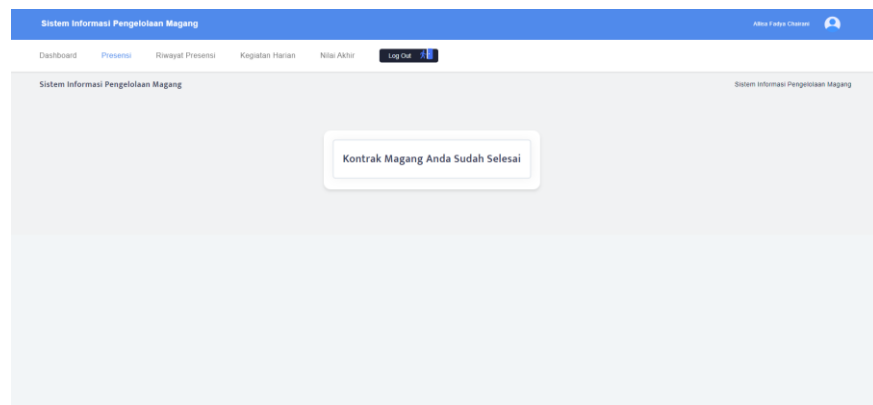 Sistem Informasi Pengelolaan Magang
Alina Fadya Chairani
Dashboard Presensi Riwayat Presensi Kegiatan Harian Nilai Akhir Log Out
Sistem Informasi Pengelolaan Magang
Sistem Informasi Pengelolaan Magang
Kontrak Magang Anda Sudah Selesai